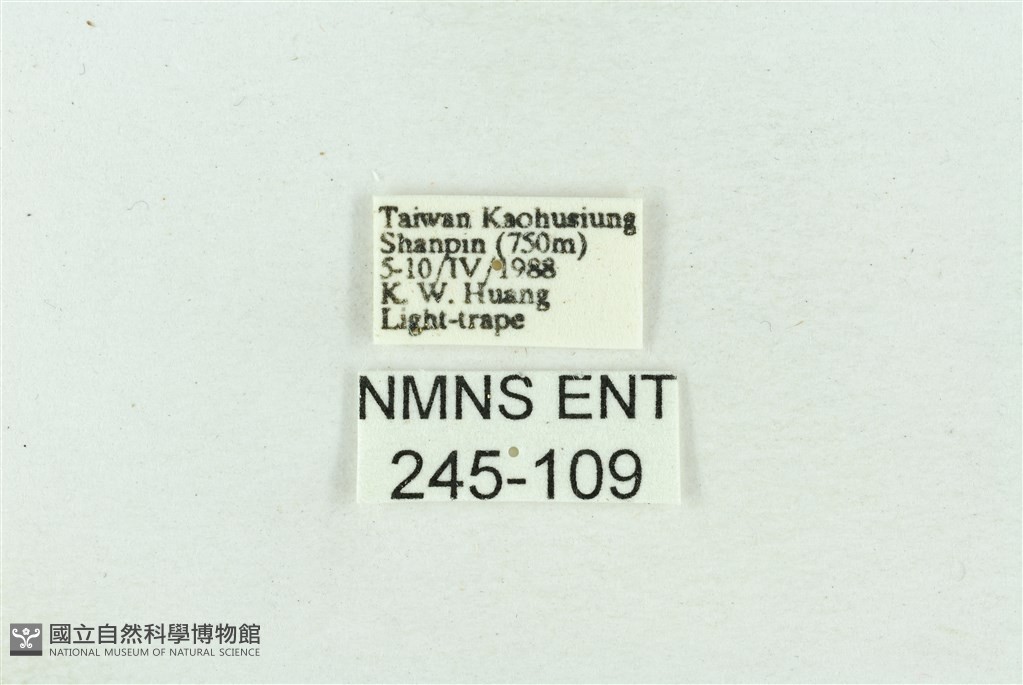 Taiwan Kaohusiung
Shanpin (750m)
5-10/IV/1988
K. W. Huang
Light-trape
NMNS ENT
245-109
國立自然科學博物館
NATIONAL MUSEUM OF NATURAL SCIENCE